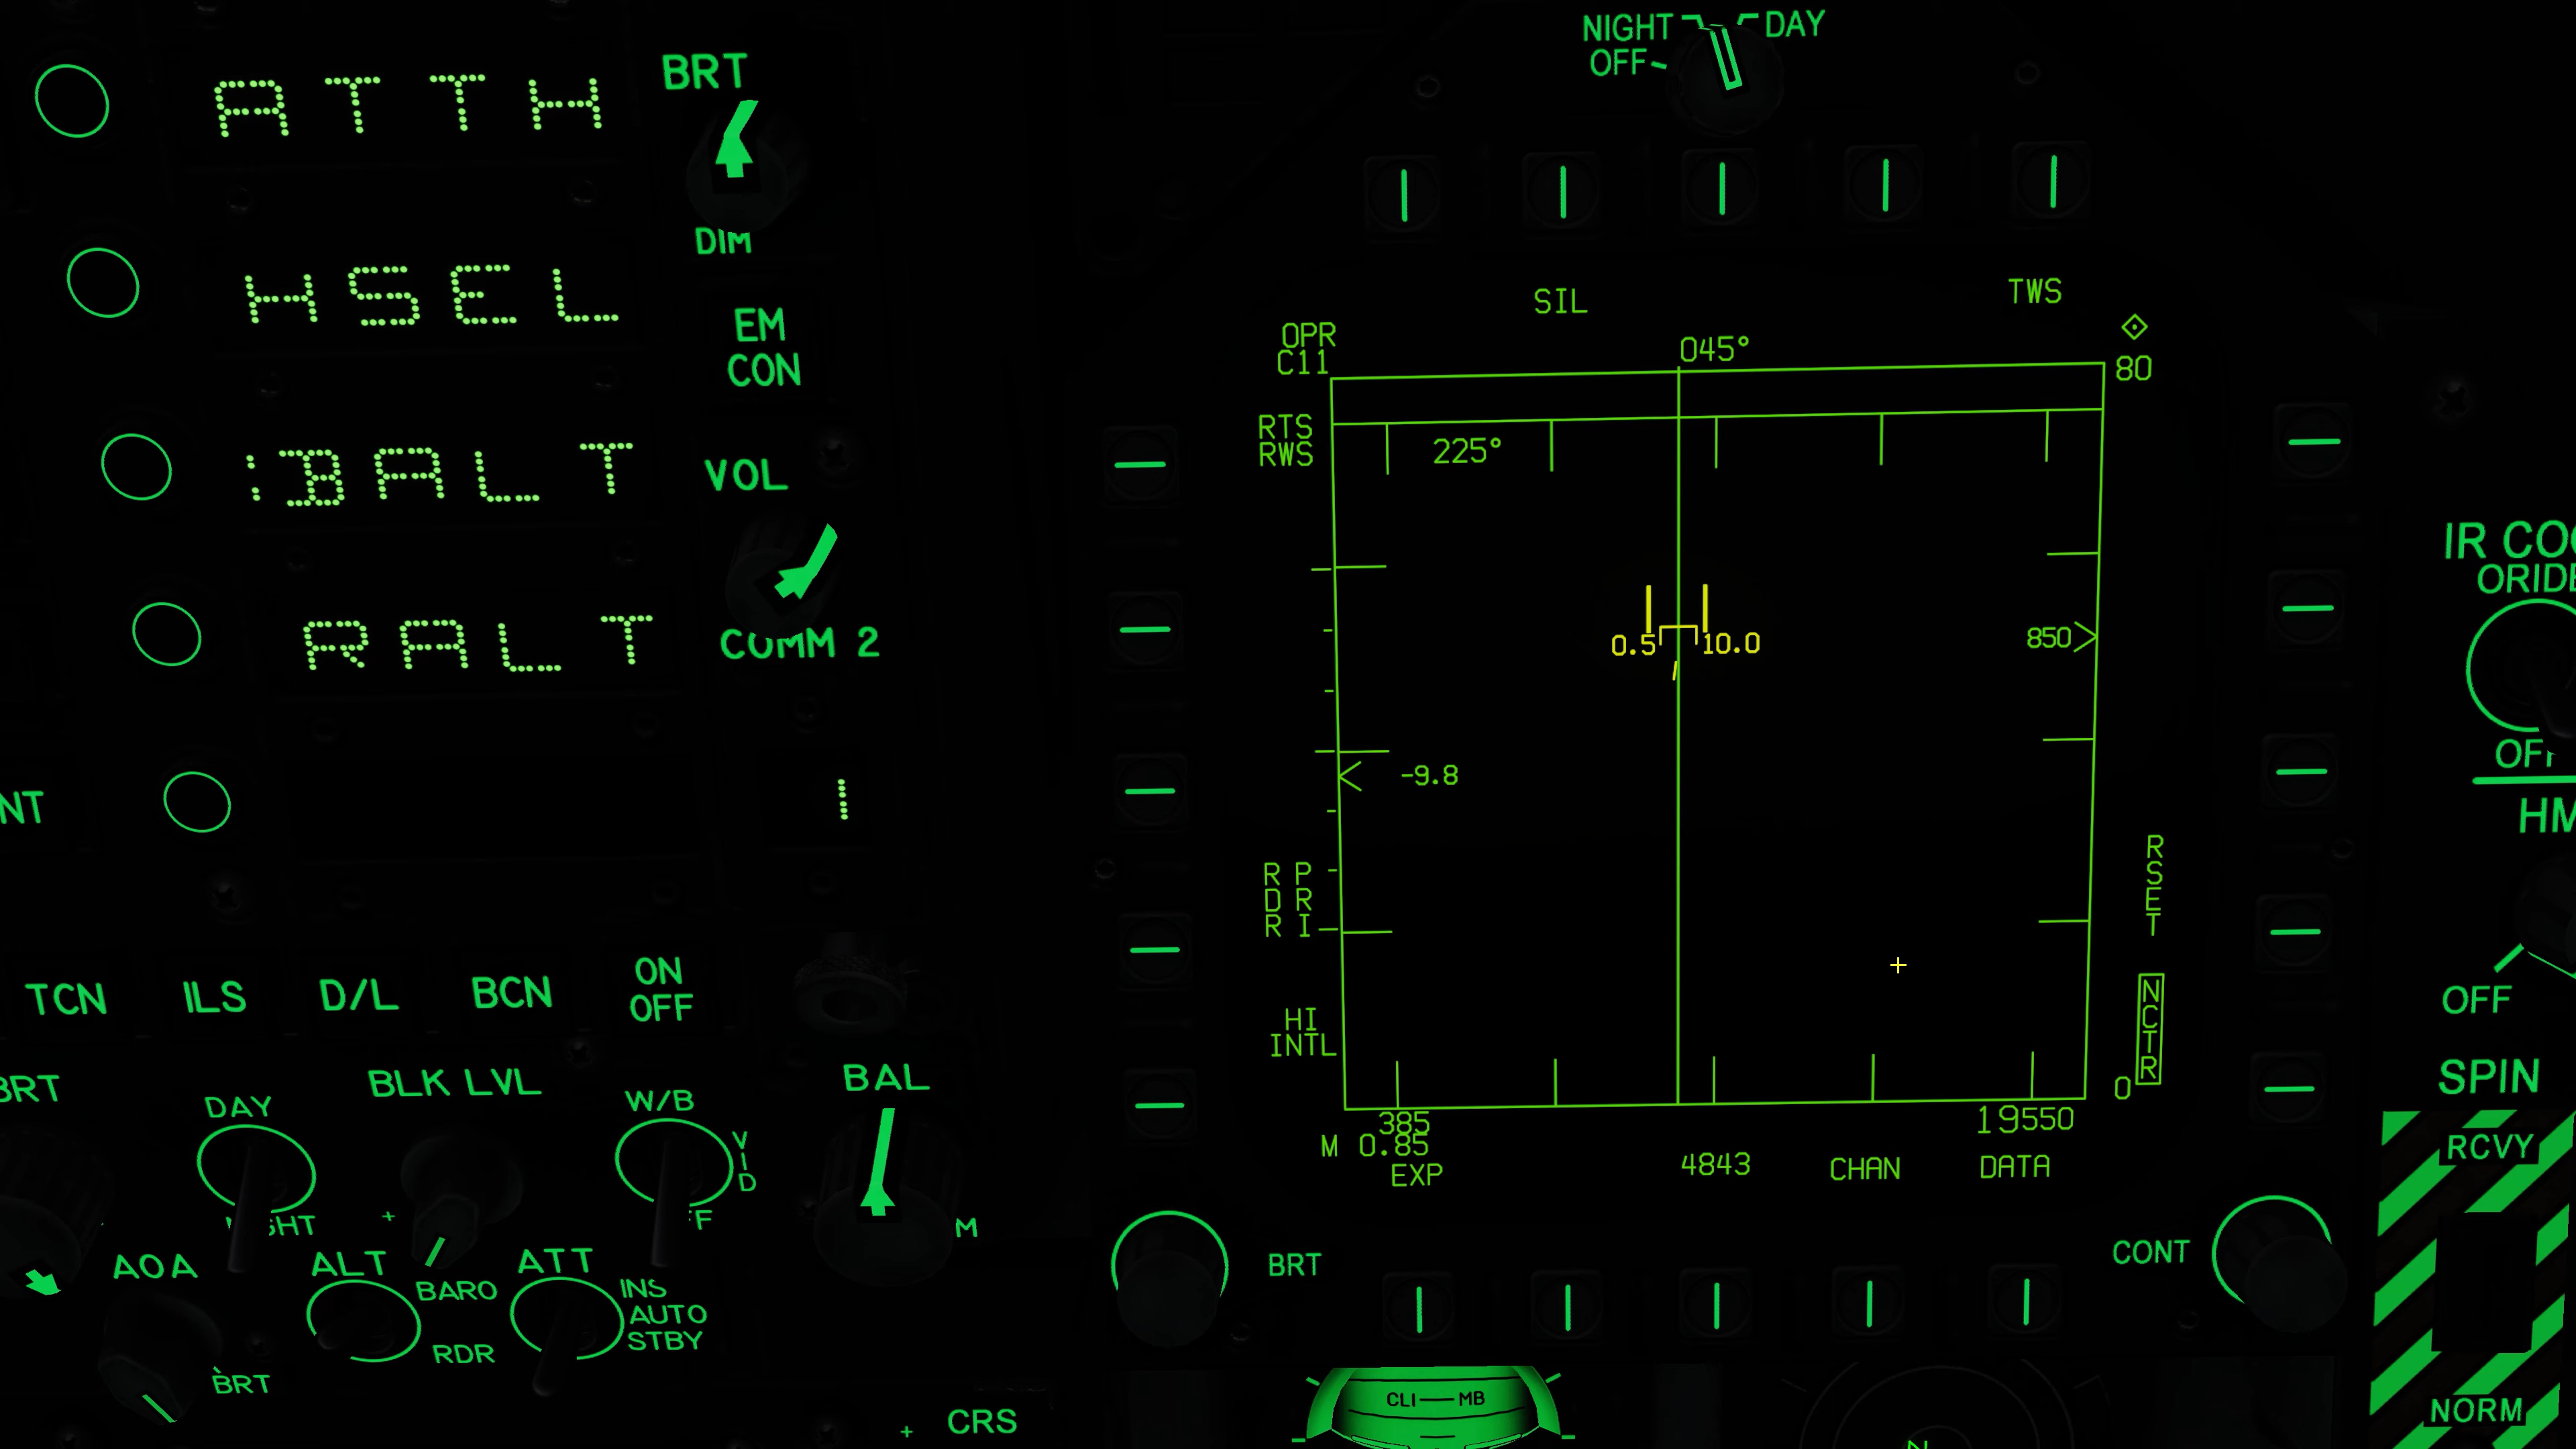 ATTH
BRT
DIM
HSEL
EM
CON
:BALT
VOL
RALT
COMM 2
1
NT
TCN
ILS
D/L
BCN
ON
OFF
BRT
DAY
BLK LVL
W/B
VID
BAL
M
AOA
ALT
BARO
RDR
ATT
INS
AUTO
STBY
BRT
CRS
NIGHT
DAY
OFF
SIL
TWS
OPR
C11
045°
80
RTS
RWS
225°
0.5
10.0
850
-9.8
R P
D R
R I
RSET
HI
INTL
NCTR
0
385
M 0.85
19550
EXP
4843
CHAN
DATA
BRT
CONT
CLI
MB
N
ORIDE
HM
OFF
SPIN
RCVY
NORM